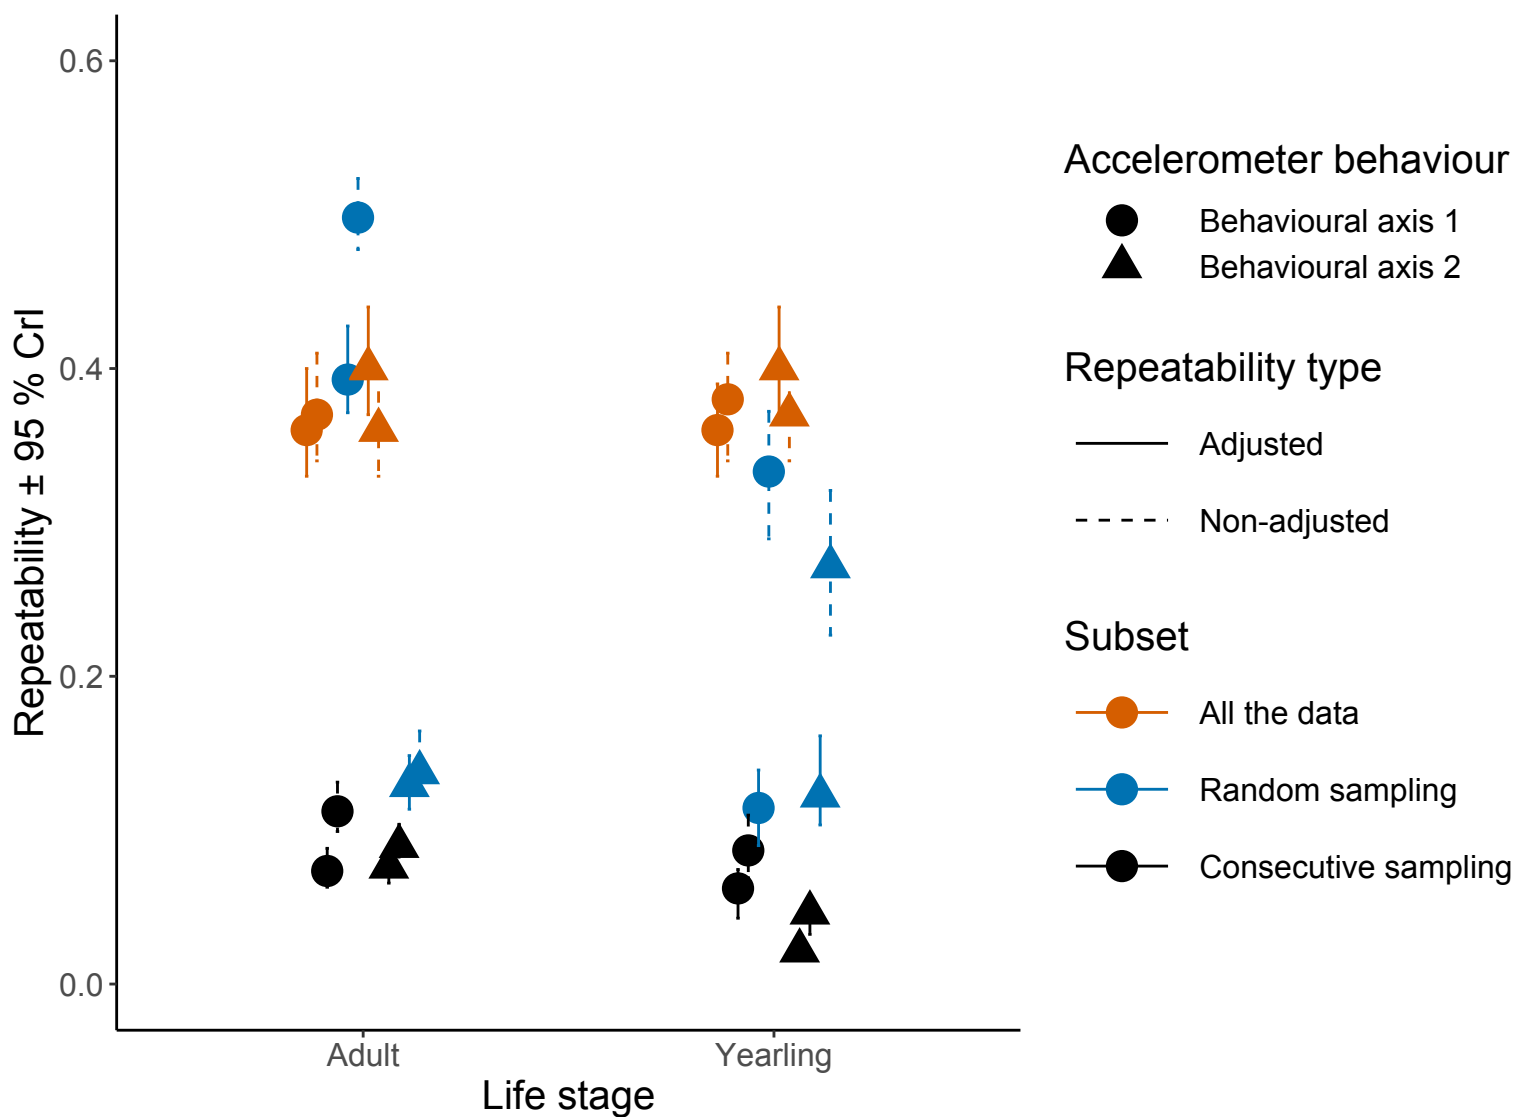 Repeatability ± 95 % CrI
0.6
0.4
0.2
0.0
Adult
Yearling
Life stage
Accelerometer behaviour
Behavioural axis 1
Behavioural axis 2
Repeatability type
Adjusted
Non-adjusted
Subset
All the data
Random sampling
Consecutive sampling